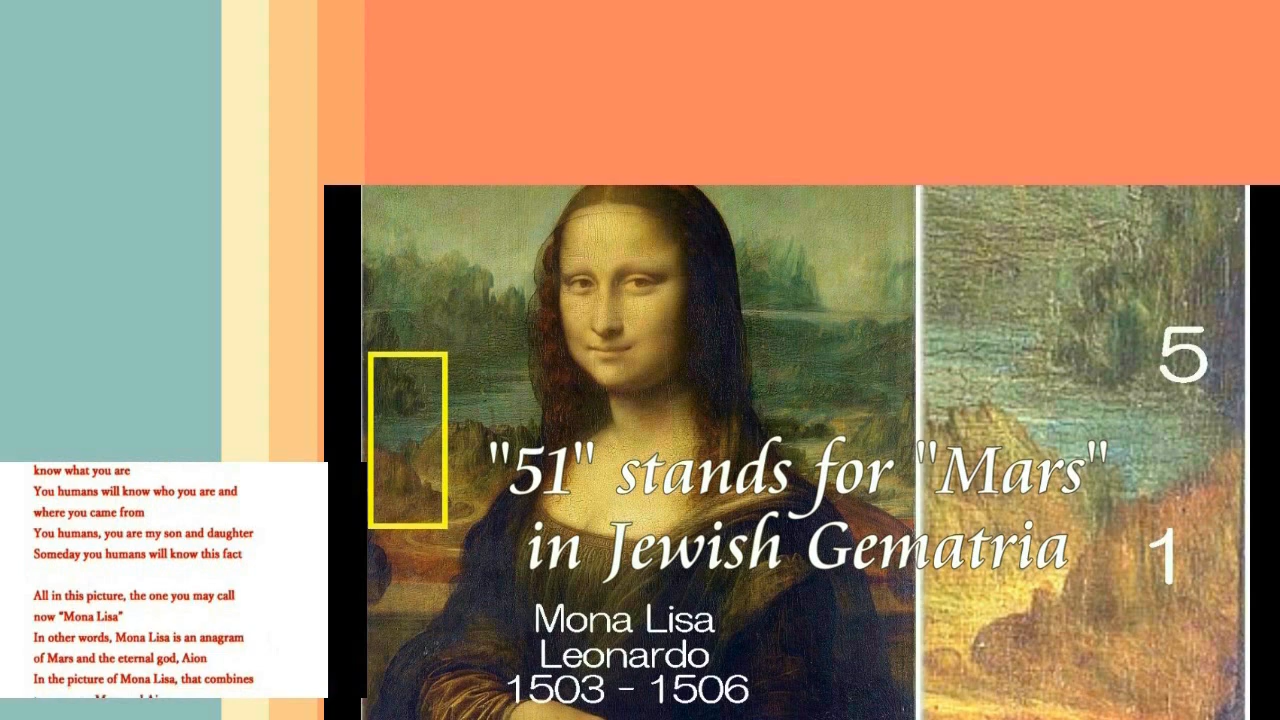 know what you are
You humans will know who you are and
where you came from
You humans, you are my son and daughter
Someday you humans will know this fact
All in this picture, the one you may call
now "Mona Lisa"
In other words, Mona Lisa is an anagram
of Mars and the eternal god, Aion
In the picture of Mona Lisa, that combines
"51" stands for "Mars"
in Jewish Gematria
Mona Lisa
Leonardo
1503 - 1506
5
1